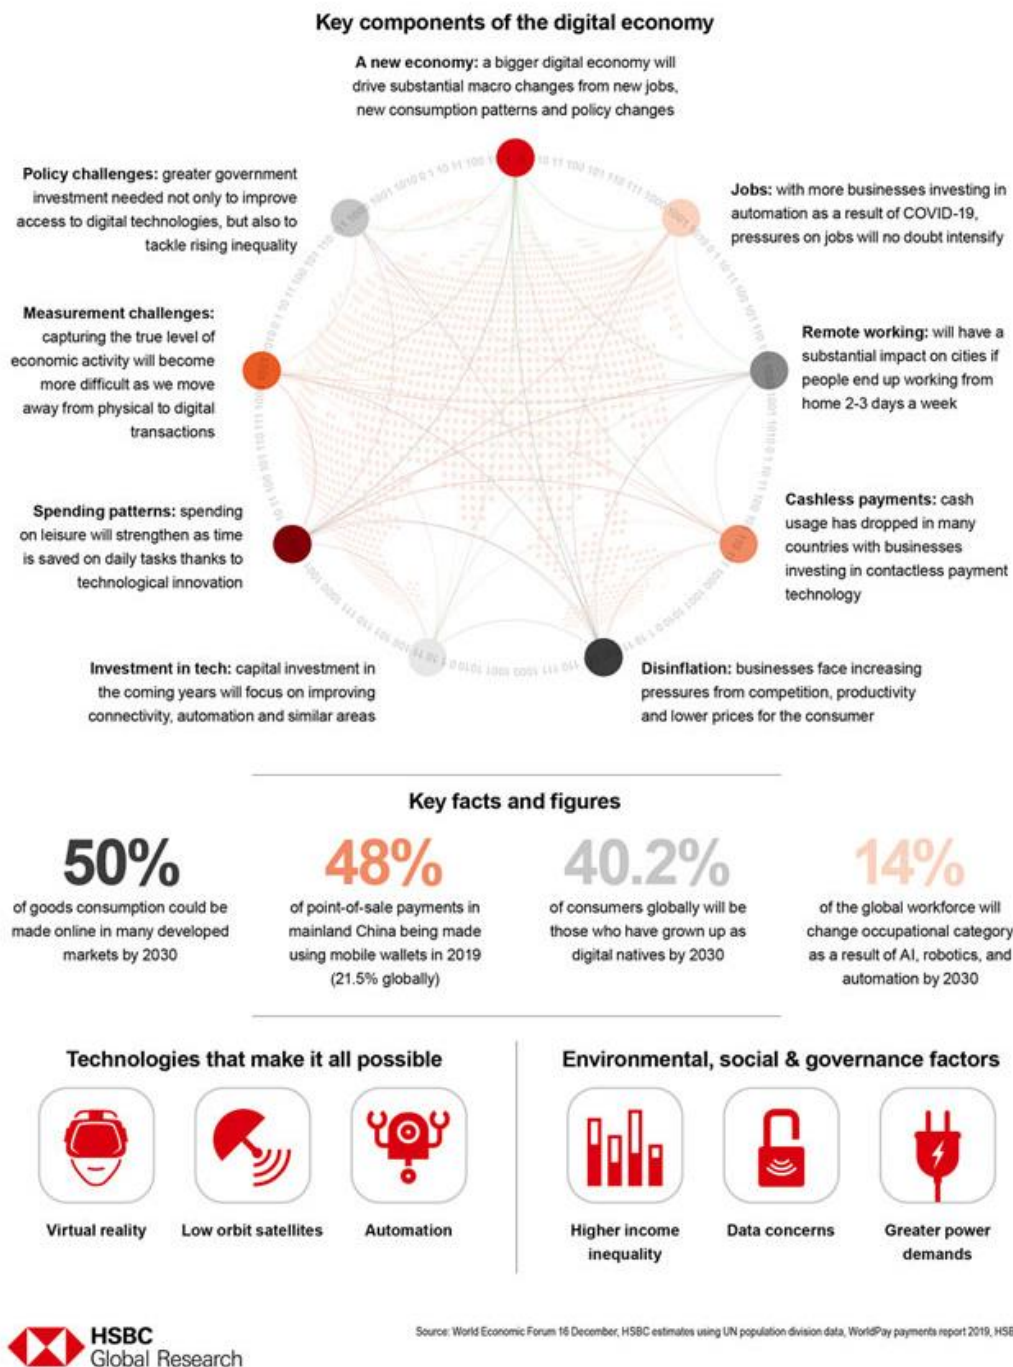 Key components of the digital economy
A new economy: a bigger digital economy will
drive substantial macro changes from new jobs,
new consumption patterns and policy changes
Policy challenges: greater government
investment needed not only to improve
access to digital technologies, but also to
tackle rising inequality
Jobs: with more businesses investing in
automation as a result of COVID-19,
pressures on jobs will no doubt intensify
Measurement challenges:
capturing the true level of
economic activity will become
more difficult as we move
away from physical to digital
transactions
Remote working: will have a
substantial impact on cities if
people end up working from
home 2-3 days a week
Spending patterns: spending
on leisure will strengthen as time
is saved on daily tasks thanks to
technological innovation
Cashless payments: cash
usage has dropped in many
countries with businesses
investing in contactless payment
technology
Investment in tech: capital investment in
the coming years will focus on improving
connectivity, automation and similar areas
Disinflation: businesses face increasing
pressures from competition, productivity
and lower prices for the consumer
Key facts and figures
50%
of goods consumption could be
made online in many developed
markets by 2030
48%
of point-of-sale payments in
mainland China being made
using mobile wallets in 2019
(21.5% globally)
40.2%
of consumers globally will be
those who have grown up as
digital natives by 2030
14%
of the global workforce will
change occupational category
as a result of AI, robotics, and
automation by 2030
Technologies that make it all possible
Virtual reality
Low orbit satellites
Automation
Environmental, social & governance factors
Higher income
inequality
Data concerns
Greater power
demands
HSBC
Global Research
Source: World Economic Forum 16 December, HSBC estimates using UN population division data, WorldPay payments report 2019,